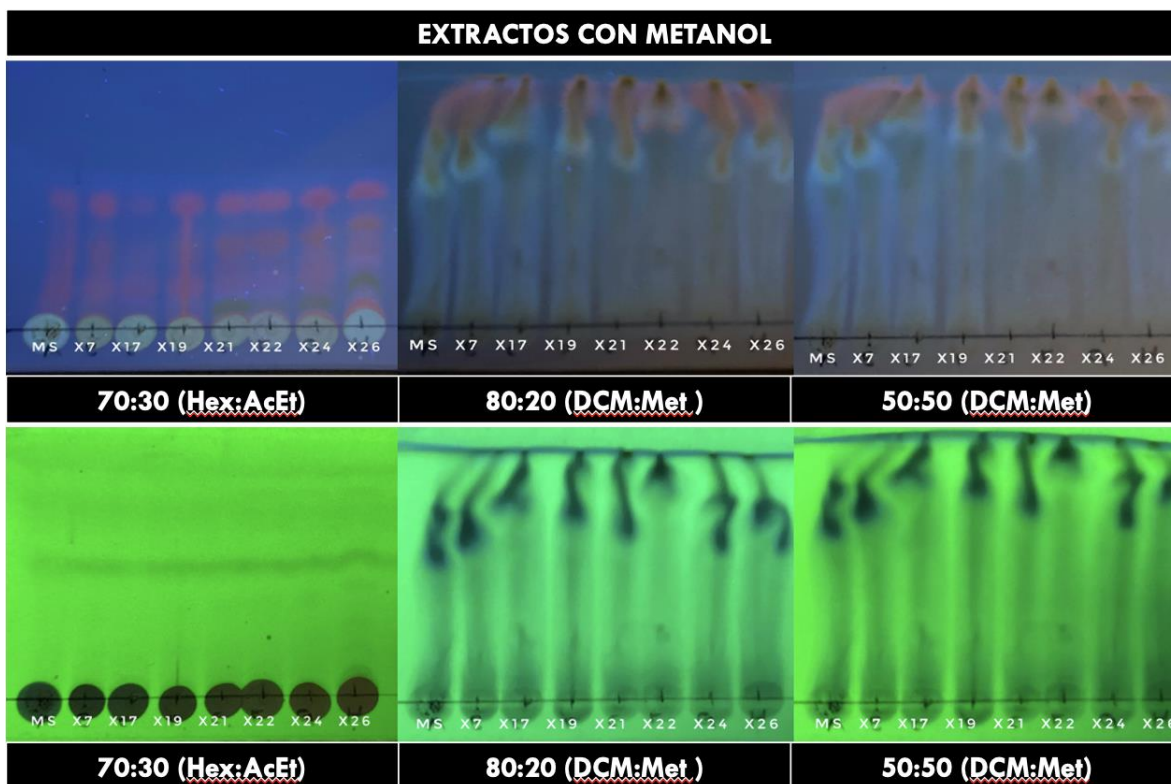 EXTRACTOS CON METANOL
MS X7 X17 X19 X21 X22 X24 X26
MS X7 X17 X19 X21 X22 X24 X26
MS X7 X17 X19 X21 X22 X24 X26
70:30 (Hex:AcEt)
80:20 (DCM:Met )
50:50 (DCM:Met)
MS X7 X17 X19 X21 X22 X24 X26
MS X7 X17 X19 X21 X22 X24 X26
MS X7 X17 X19 X21 X22 X24 X26
70:30 (Hex:AcEt)
80:20 (DCM:Met )
50:50 (DCM:Met)